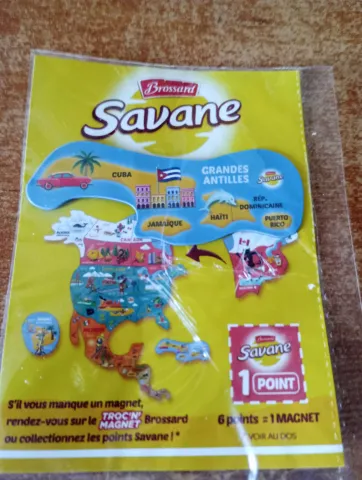 Brossard
Savane
CUBA
GRANDES
ANTILLES
Savane
HAÏTI
RÉP.
DOMINICAINE
JAMAÏQUE
PUERTO
RICO
Brossard
Savane
1 POINT
S'il vous manque un magnet,
rendez-vous sur le TROC'N' MAGNET Brossard
ou collectionnez les points Savane ! *
6 points = 1 MAGNET
*VOIR AU DOS